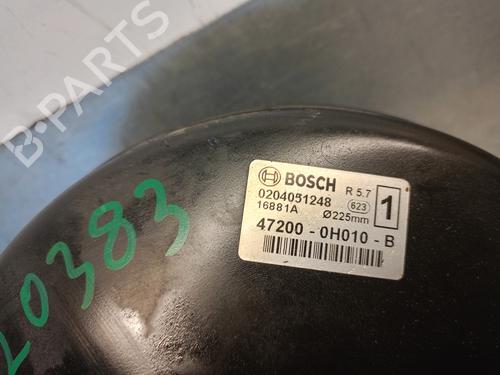 B-PARTS
BOSCH
R 5.7
1
0204051248
623
16881A
Ø225mm
47200-0H010-B
20383